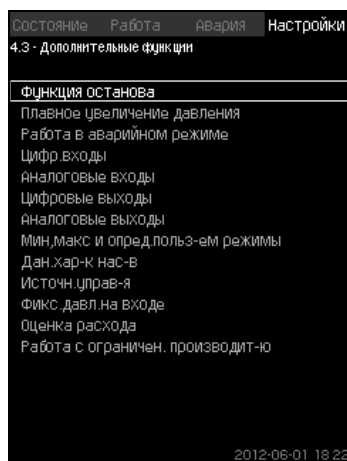 Состояние Работа Авария Настройки
4.3 - Дополнительные функции
Функция останова
Плавное увеличение давления
Работа в аварийном режиме
Цифр.входы
Аналоговые входы
Цифровые выходы
Аналоговые выходы
Мин,макс и опред.польз-ем режимы
Дан.хар-к нас-в
Источн.управ-я
Фикс.давл.на входе
Оценка расхода
Работа с ограничен. производит-ю
2012-06-01 18:22